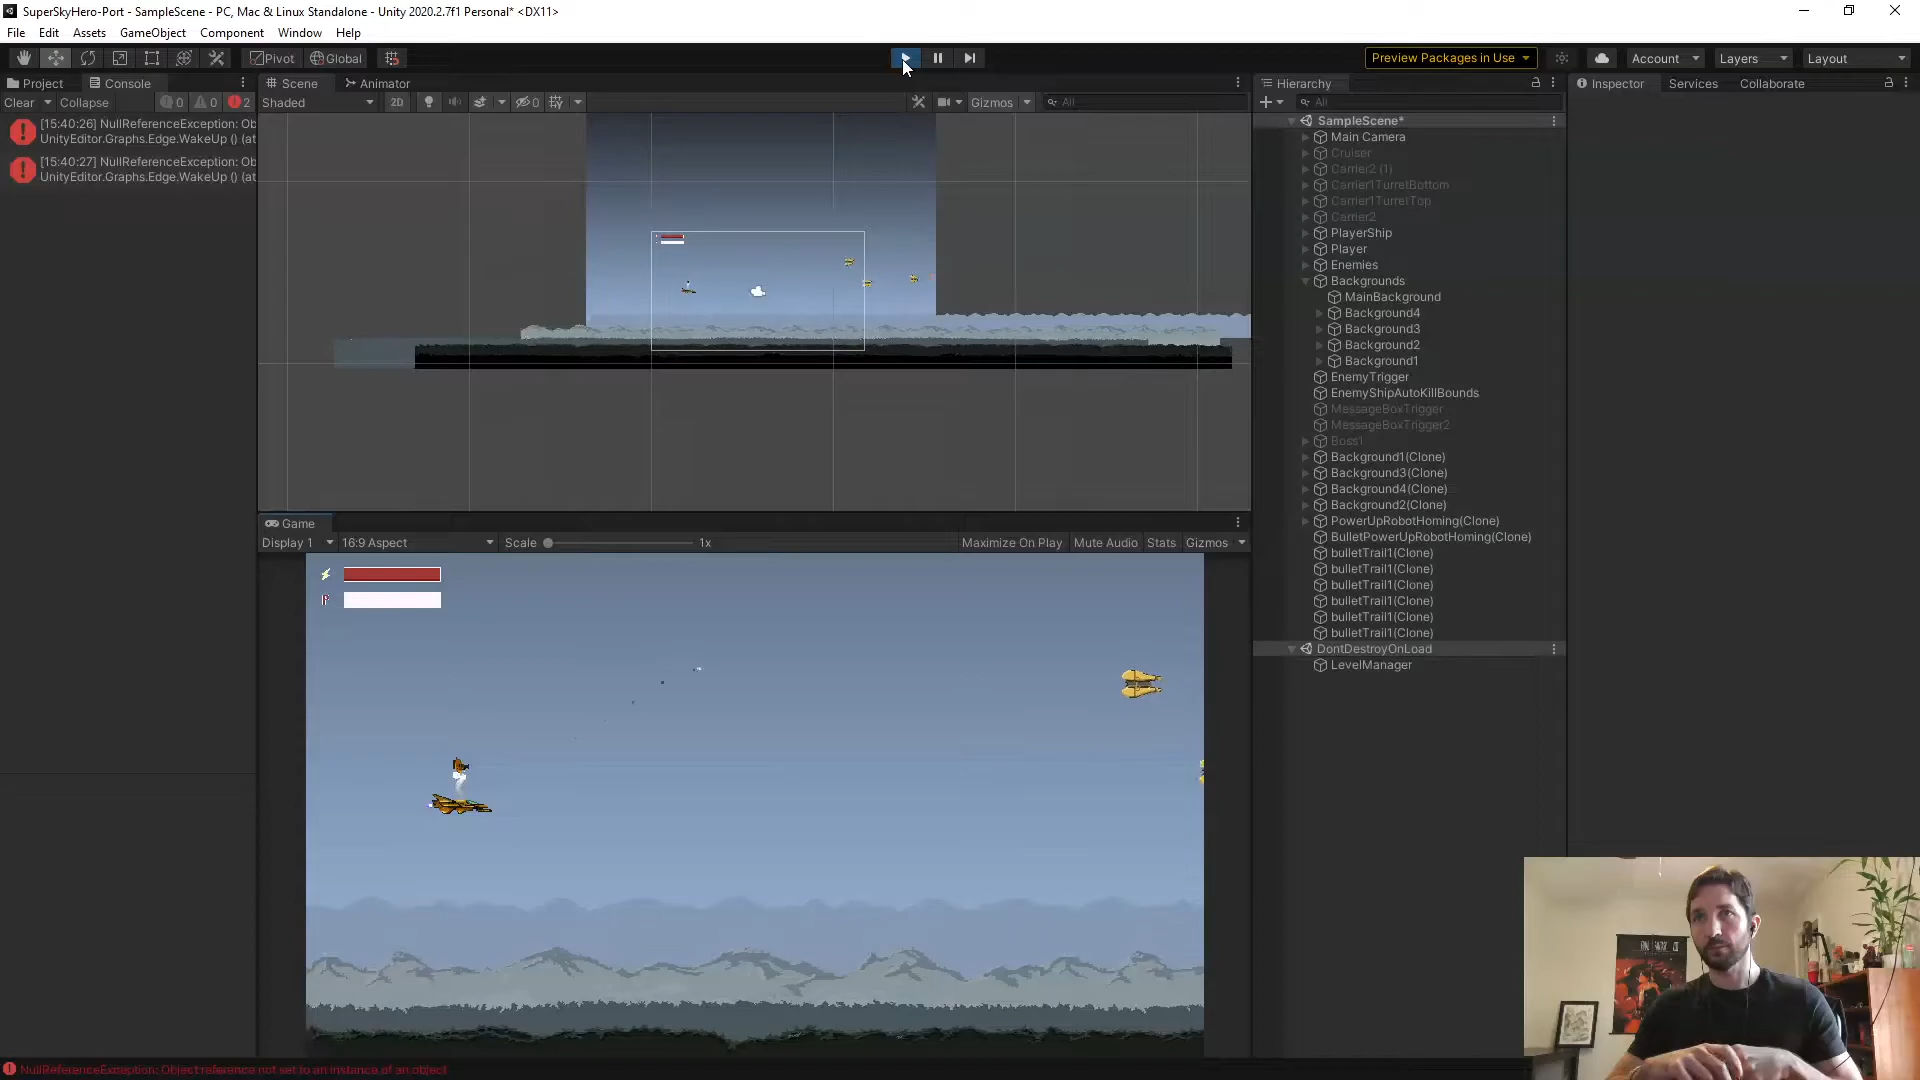 SuperSkyHero-Port - SampleScene - PC, Mac & Linux Standalone - Unity 2020.2.7f1 Personal* <DX11>
File Edit Assets GameObject Component Window Help
Pivot Global Preview Packages in Use Account Layers Layout
Project Console Scene Animator Hierarchy Inspector Services Collaborate
Clear Collapse 0 0 2 Shaded 2D 0 Gizmos All All
[15:40:26] NullReferenceException: Ob
UnityEditor.Graphs.Edge.WakeUp () (at
[15:40:27] NullReferenceException: Ob
UnityEditor.Graphs.Edge.WakeUp () (at
SampleScene*
Main Camera
Cruiser
Carrier2 (1)
Carrier1TurretBottom
Carrier1TurretTop
Carrier2
PlayerShip
Player
Enemies
Backgrounds
MainBackground
Background4
Background3
Background2
Background1
EnemyTrigger
EnemyShipAutoKillBounds
MessageBoxTrigger
MessageBoxTrigger2
Boss1
Background1(Clone)
Background3(Clone)
Background4(Clone)
Background2(Clone)
PowerUpRobotHoming(Clone)
BulletPowerUpRobotHoming(Clone)
bulletTrail1(Clone)
bulletTrail1(Clone)
bulletTrail1(Clone)
bulletTrail1(Clone)
bulletTrail1(Clone)
bulletTrail1(Clone)
DontDestroyOnLoad
LevelManager
Game
Display 1 16:9 Aspect Scale 1x Maximize On Play Mute Audio Stats Gizmos
P
NullReferenceException: Object reference not set to an instance of an object